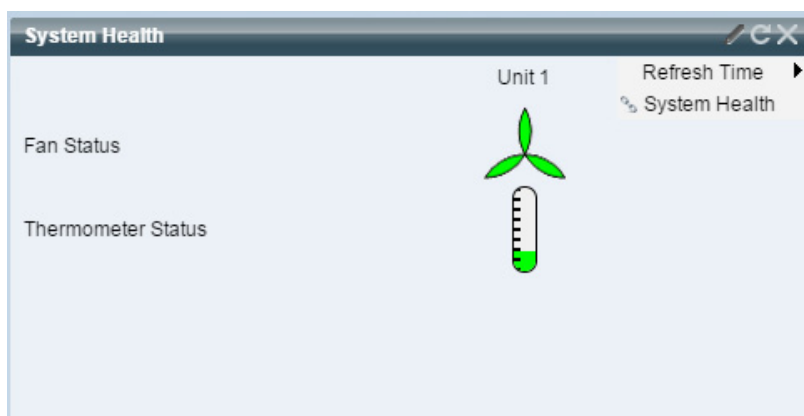 System Health
Unit 1
Refresh Time
System Health
Fan Status
Thermometer Status